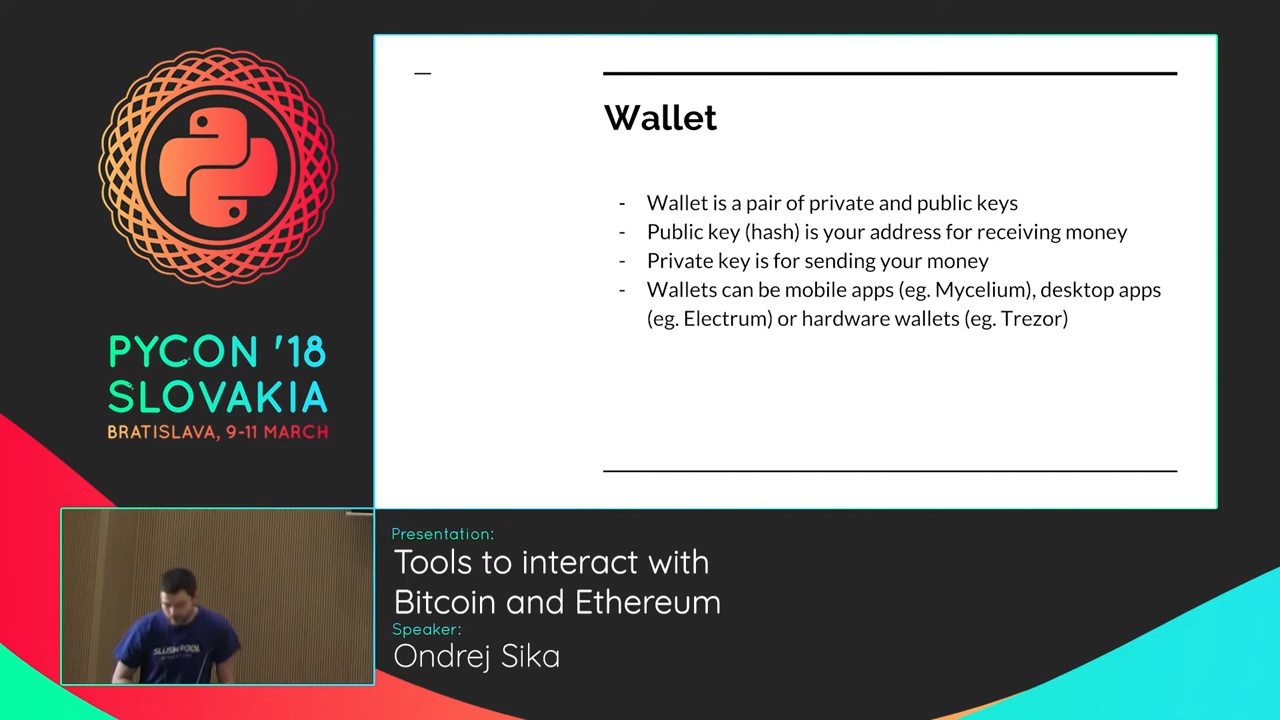 PYCON '18
SLOVAKIA
BRATISLAVA, 9-11 MARCH
Wallet
- Wallet is a pair of private and public keys
- Public key (hash) is your address for receiving money
- Private key is for sending your money
- Wallets can be mobile apps (eg. Mycelium), desktop apps
(eg. Electrum) or hardware wallets (eg. Trezor)
SLUSH POOL
Presentation:
Tools to interact with
Bitcoin and Ethereum
Speaker:
Ondrej Sika